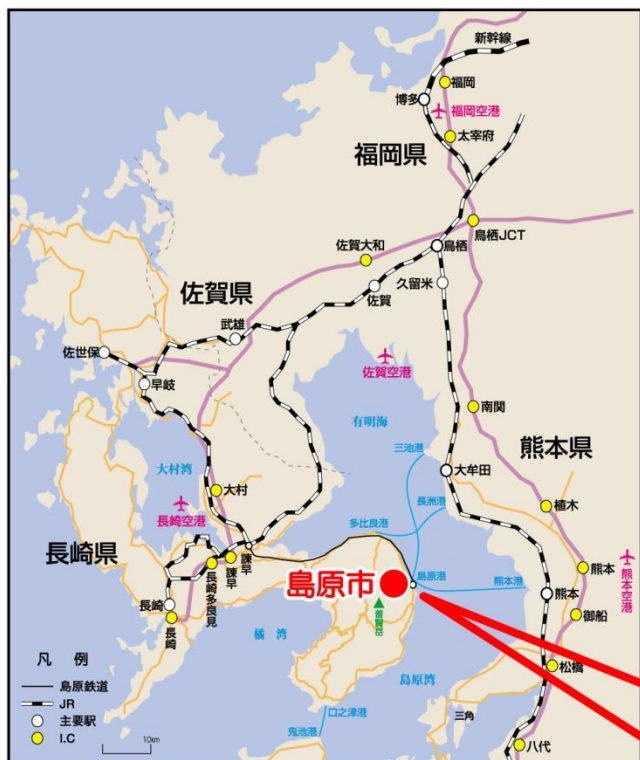 新幹線
福岡
博多
福岡空港
太宰府
福岡県
鳥栖JCT
佐賀大和
鳥栖
久留米
佐賀
佐賀県
武雄
佐世保
早岐
佐賀空港
有明海
南関
三池港
熊本県
大牟田
大村湾
大村
長洲港
植木
長崎空港
多比良港
長崎県
諫早
諫早
長崎多良見
島原市
島原港
熊本港
熊本
熊本
熊本空港
普賢岳
長崎
長崎
御船
橘湾
凡 例
島原鉄道
JR
主要駅
I.C
10km
島原湾
松橋
口之津港
三角
鬼池港
八代